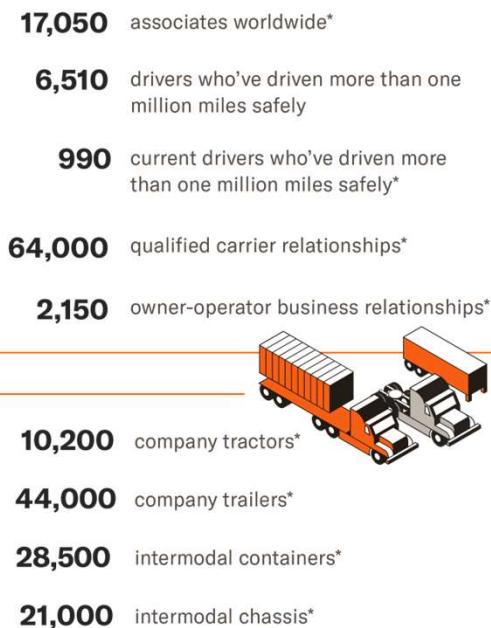 17,050 associates worldwide*
6,510 drivers who’ve driven more than one
million miles safely
990 current drivers who’ve driven more
than one million miles safely*
64,000 qualified carrier relationships*
2,150 owner-operator business relationships*
10,200 company tractors*
44,000 company trailers*
28,500 intermodal containers*
21,000 intermodal chassis*